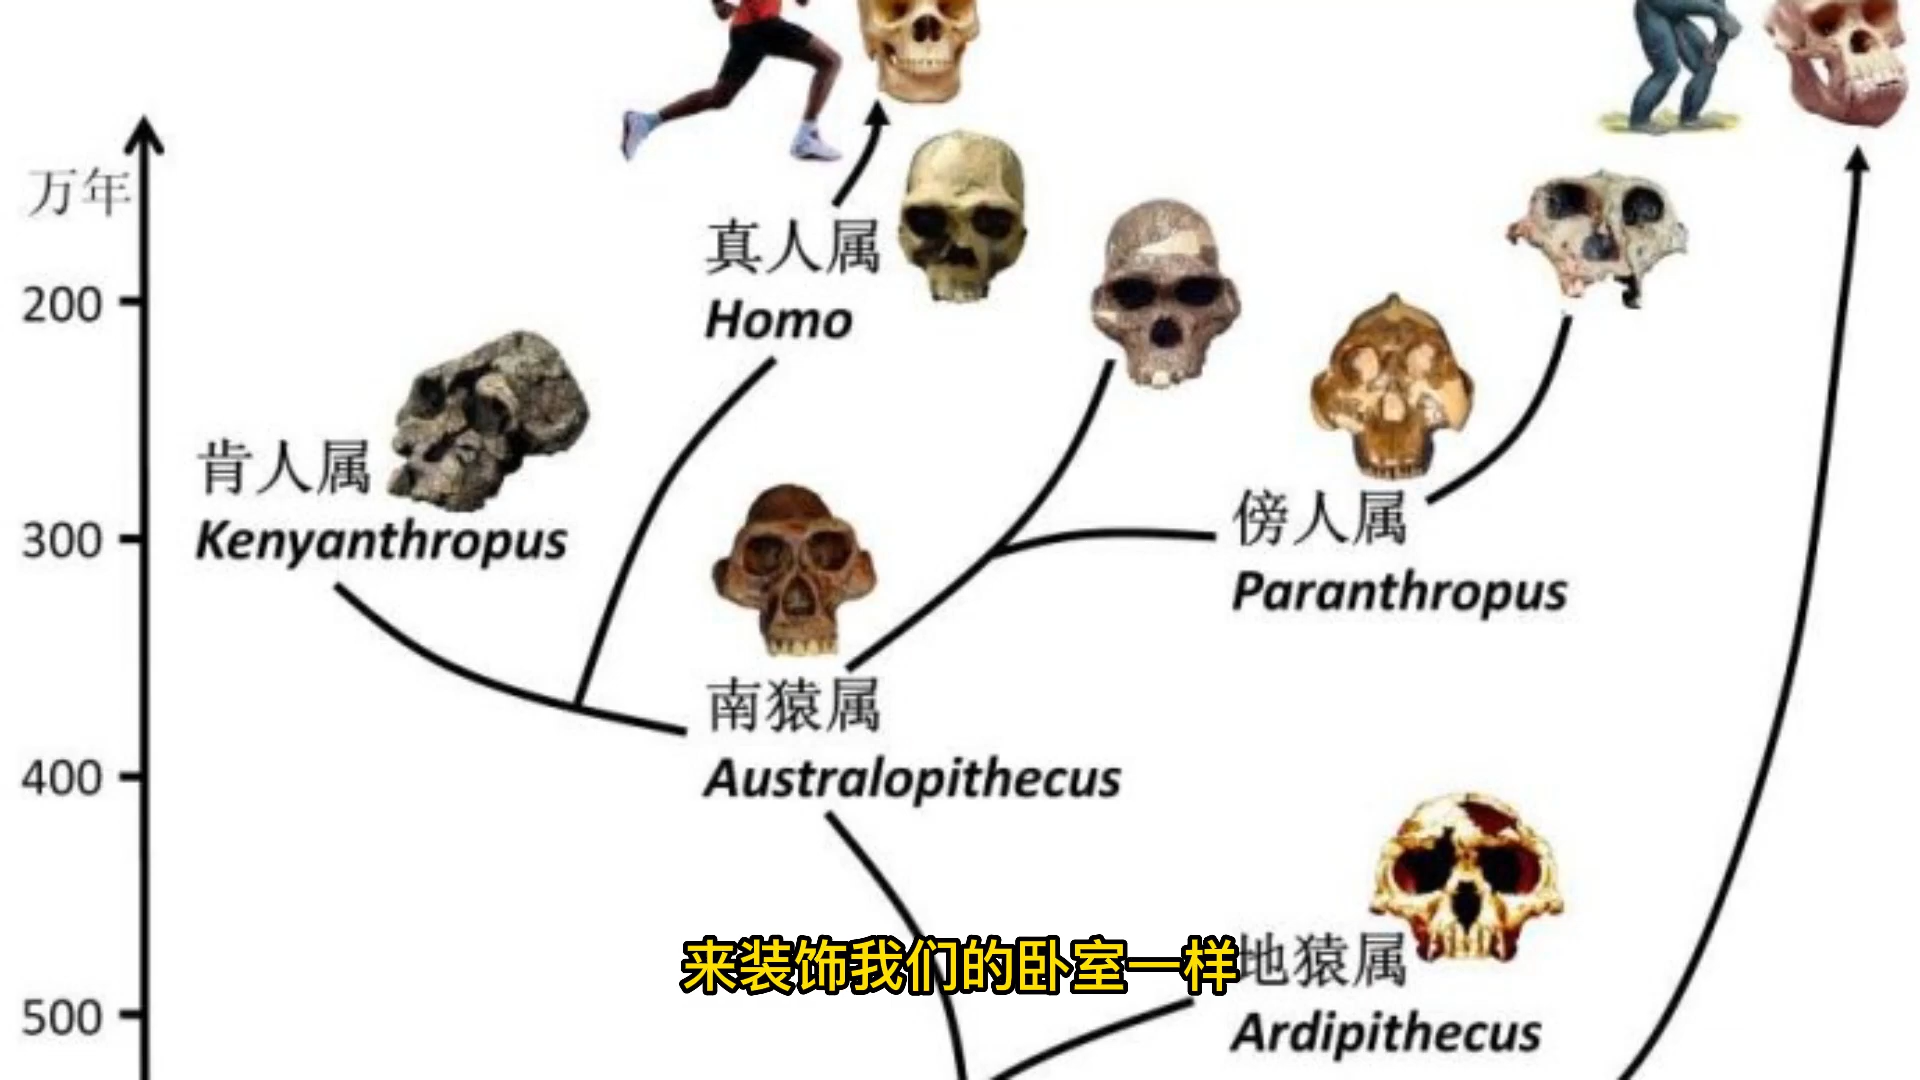 万年
200
300
400
500
真人属
Homo
肯人属
Kenyanthropus
傍人属
Paranthropus
南猿属
Australopithecus
地猿属
Ardipithecus
来装饰我们的卧室一样